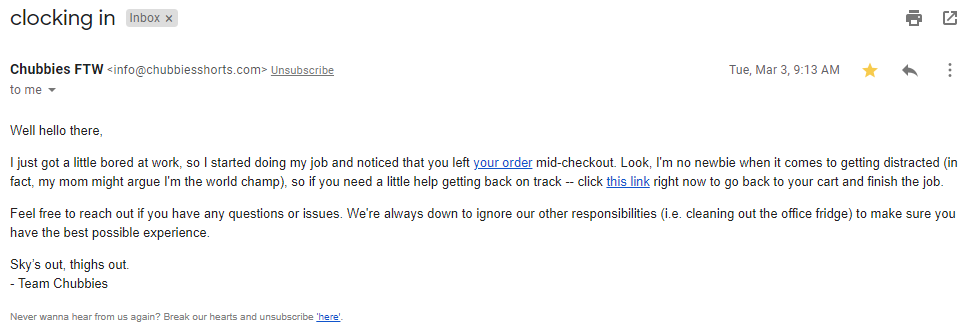 clocking in Inbox ×
Chubbies FTW <info@chubbiesshorts.com> Unsubscribe Tue, Mar 3, 9:13 AM
to me
Well hello there,
I just got a little bored at work, so I started doing my job and noticed that you left your order mid-checkout. Look, I'm no newbie when it comes to getting distracted (in
fact, my mom might argue I'm the world champ), so if you need a little help getting back on track -- click this link right now to go back to your cart and finish the job.
Feel free to reach out if you have any questions or issues. We're always down to ignore our other responsibilities (i.e. cleaning out the office fridge) to make sure you
have the best possible experience.
Sky's out, thighs out.
- Team Chubbies
Never wanna hear from us again? Break our hearts and unsubscribe 'here'.